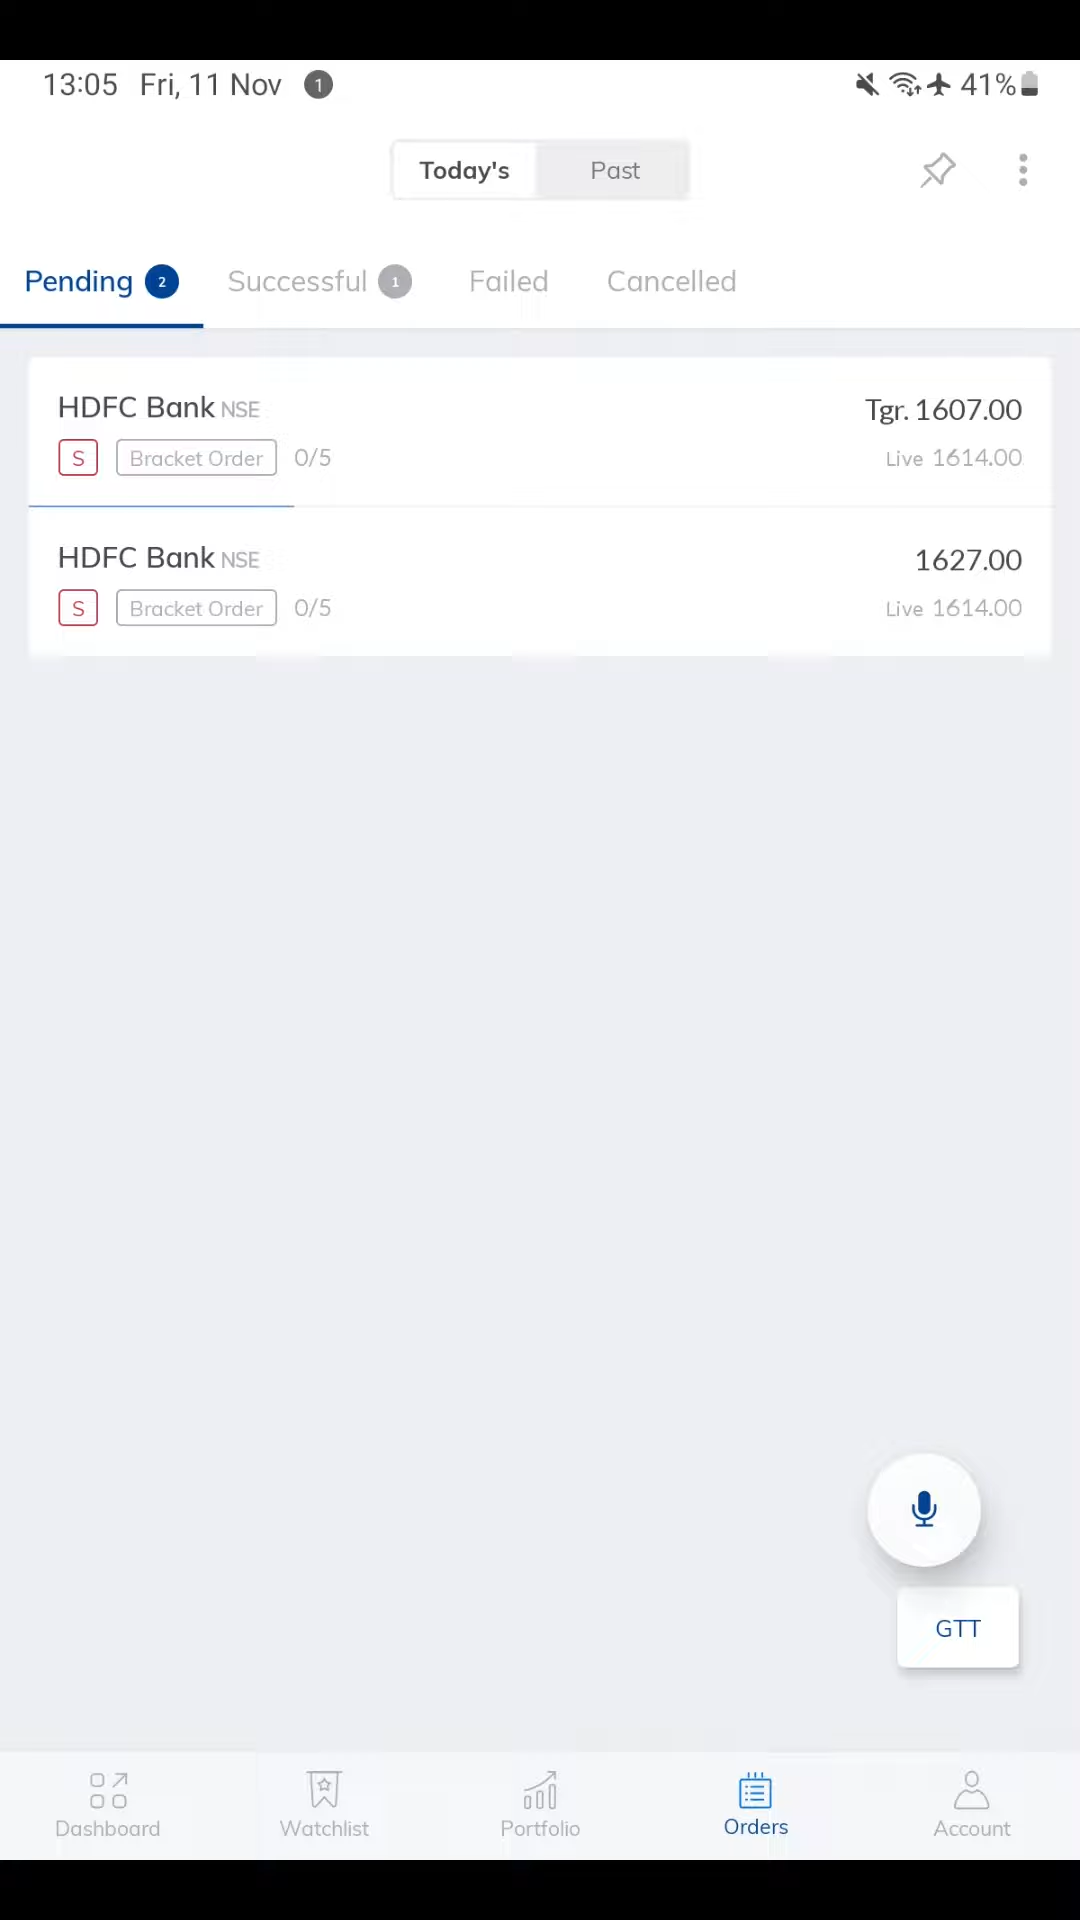 13:05 Fri, 11 Nov 1 41%
Today's Past
Pending 2 Successful 1 Failed Cancelled
HDFC Bank NSE Tgr. 1607.00
S Bracket Order 0/5 Live 1614.00
HDFC Bank NSE 1627.00
S Bracket Order 0/5 Live 1614.00
GTT
Dashboard Watchlist Portfolio Orders Account